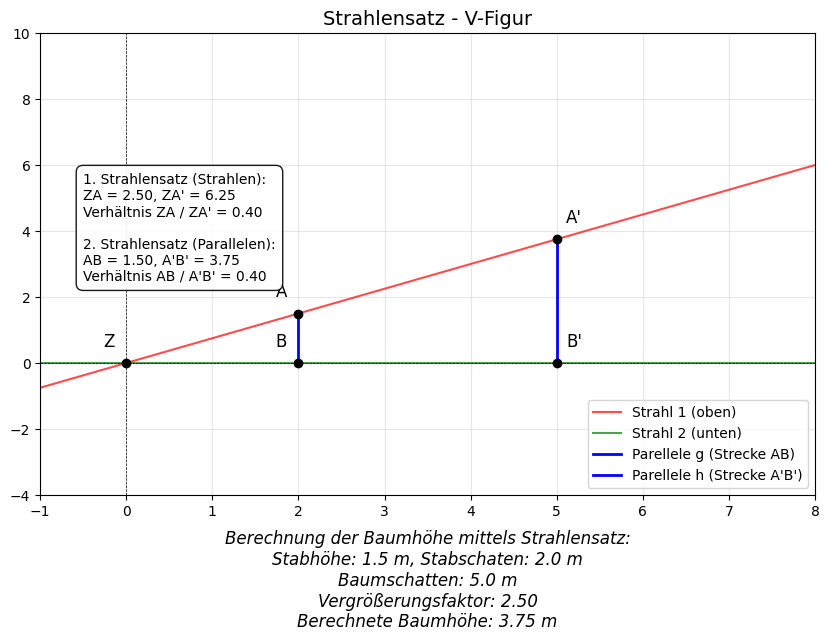 Strahlensatz - V-Figur
10
8
6
4
2
0
−2
−4
1. Strahlensatz (Strahlen):
ZA = 2.50, ZA' = 6.25
Verhältnis ZA / ZA' = 0.40
2. Strahlensatz (Parallelen):
AB = 1.50, A'B' = 3.75
Verhältnis AB / A'B' = 0.40
A'
A
Z
B
B'
Strahl 1 (oben)
Strahl 2 (unten)
Parellele g (Strecke AB)
Parellele h (Strecke A'B')
−1 0 1 2 3 4 5 6 7 8
Berechnung der Baumhöhe mittels Strahlensatz:
Stabhöhe: 1.5 m, Stabschaten: 2.0 m
Baumschatten: 5.0 m
Vergrößerungsfaktor: 2.50
Berechnete Baumhöhe: 3.75 m